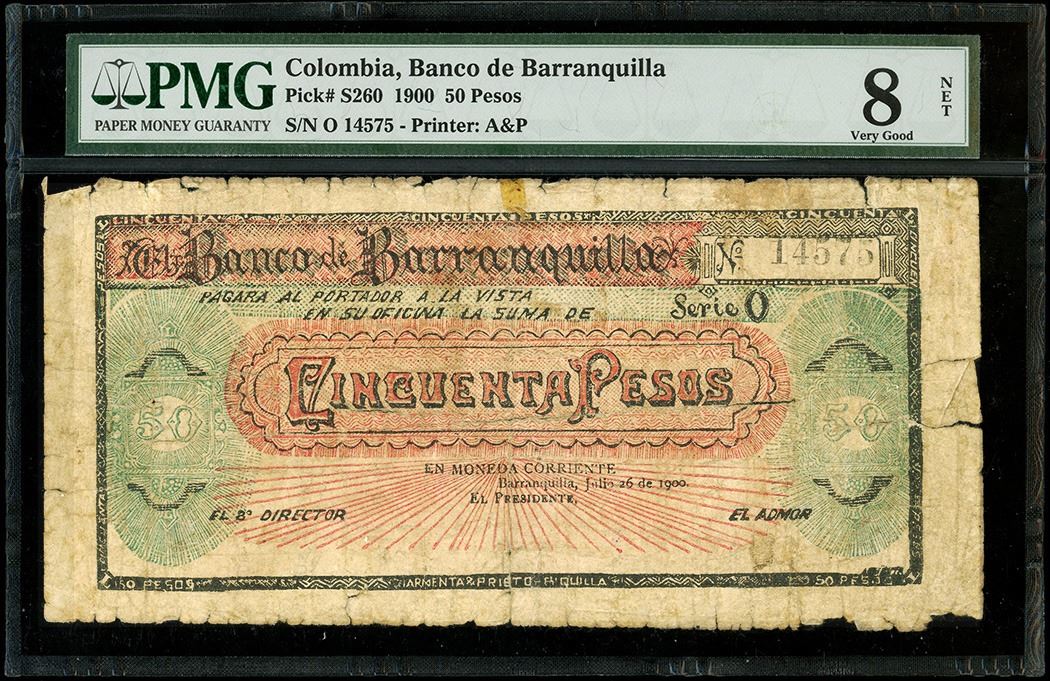 PMG
PAPER MONEY GUARANTY
Colombia, Banco de Barranquilla
Pick# S260 1900 50 Pesos
S/N O 14575 - Printer: A&P
8
Very Good
NET
CINCUENTA CINCUENTA PESOS CINCUENTA
El Banco de Barranquilla
Nº 14575
PAGARA AL PORTADOR A LA VISTA
EN SU OFICINA LA SUMA DE
Serie O
CINCUENTA PESOS
50 50
EN MONEDA CORRIENTE
Barranquilla, Julio 26 de 1900.
EL PRESIDENTE,
EL 8º DIRECTOR
EL ADMOR
50 PESOS ARMENTA & PRIETO - B'QUILLA 50 PESOS